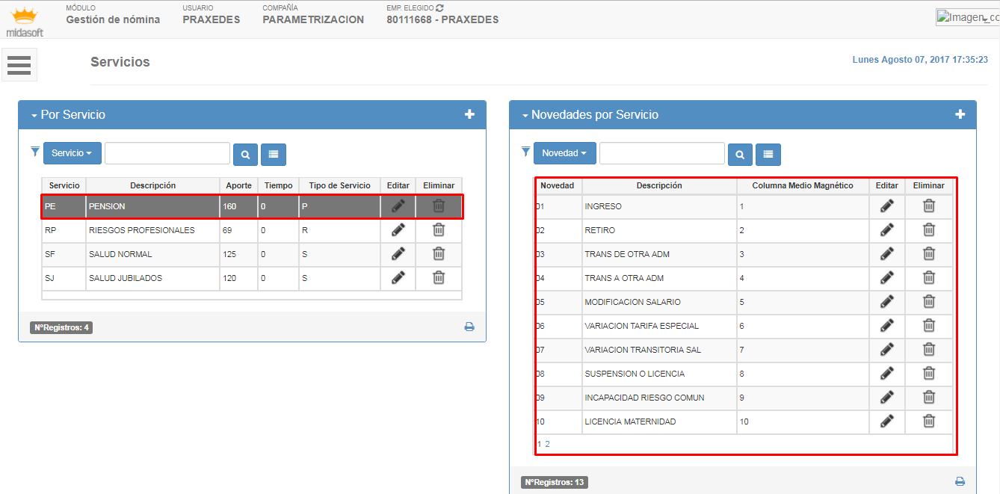 MÓDULO USUARIO COMPAÑÍA EMP. ELEGIDO
Gestión de nómina PRAXEDES PARAMETRIZACION 80111668 - PRAXEDES
midasoft
Imagen_co
Servicios
Lunes Agosto 07, 2017 17:35:23
Por Servicio
Servicio
Servicio Descripción Aporte Tiempo Tipo de Servicio Editar Eliminar
PE PENSION 160 0 P
RP RIESGOS PROFESIONALES 69 0 R
SF SALUD NORMAL 125 0 S
SJ SALUD JUBILADOS 120 0 S
NºRegistros: 4
Novedades por Servicio
Novedad
Novedad Descripción Columna Medio Magnético Editar Eliminar
01 INGRESO 1
02 RETIRO 2
03 TRANS DE OTRA ADM 3
04 TRANS A OTRA ADM 4
05 MODIFICACION SALARIO 5
06 VARIACION TARIFA ESPECIAL 6
07 VARIACION TRANSITORIA SAL 7
08 SUSPENSION O LICENCIA 8
09 INCAPACIDAD RIESGO COMUN 9
10 LICENCIA MATERNIDAD 10
1 2
NºRegistros: 13